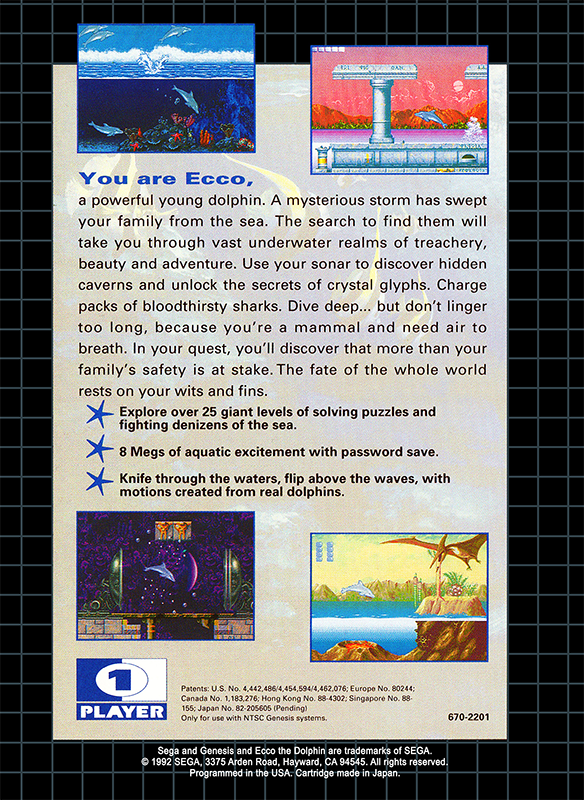 You are Ecco,
a powerful young dolphin. A mysterious storm has swept
your family from the sea. The search to find them will
take you through vast underwater realms of treachery,
beauty and adventure. Use your sonar to discover hidden
caverns and unlock the secrets of crystal glyphs. Charge
packs of bloodthirsty sharks. Dive deep... but don't linger
too long, because you're a mammal and need air to
breath. In your quest, you'll discover that more than your
family's safety is at stake. The fate of the whole world
rests on your wits and fins.
Explore over 25 giant levels of solving puzzles and
fighting denizens of the sea.
8 Megs of aquatic excitement with password save.
Knife through the waters, flip above the waves, with
motions created from real dolphins.
1
PLAYER
Patents: U.S. No. 4,442,486/4,454,594/4,462,076; Europe No. 80244;
Canada No. 1,183,276; Hong Kong No. 88-4302; Singapore No. 88-
155; Japan No. 82-205605 (Pending)
Only for use with NTSC Genesis systems.
670-2201
Sega and Genesis and Ecco the Dolphin are trademarks of SEGA.
© 1992 SEGA, 3375 Arden Road, Hayward, CA 94545. All rights reserved.
Programmed in the USA. Cartridge made in Japan.